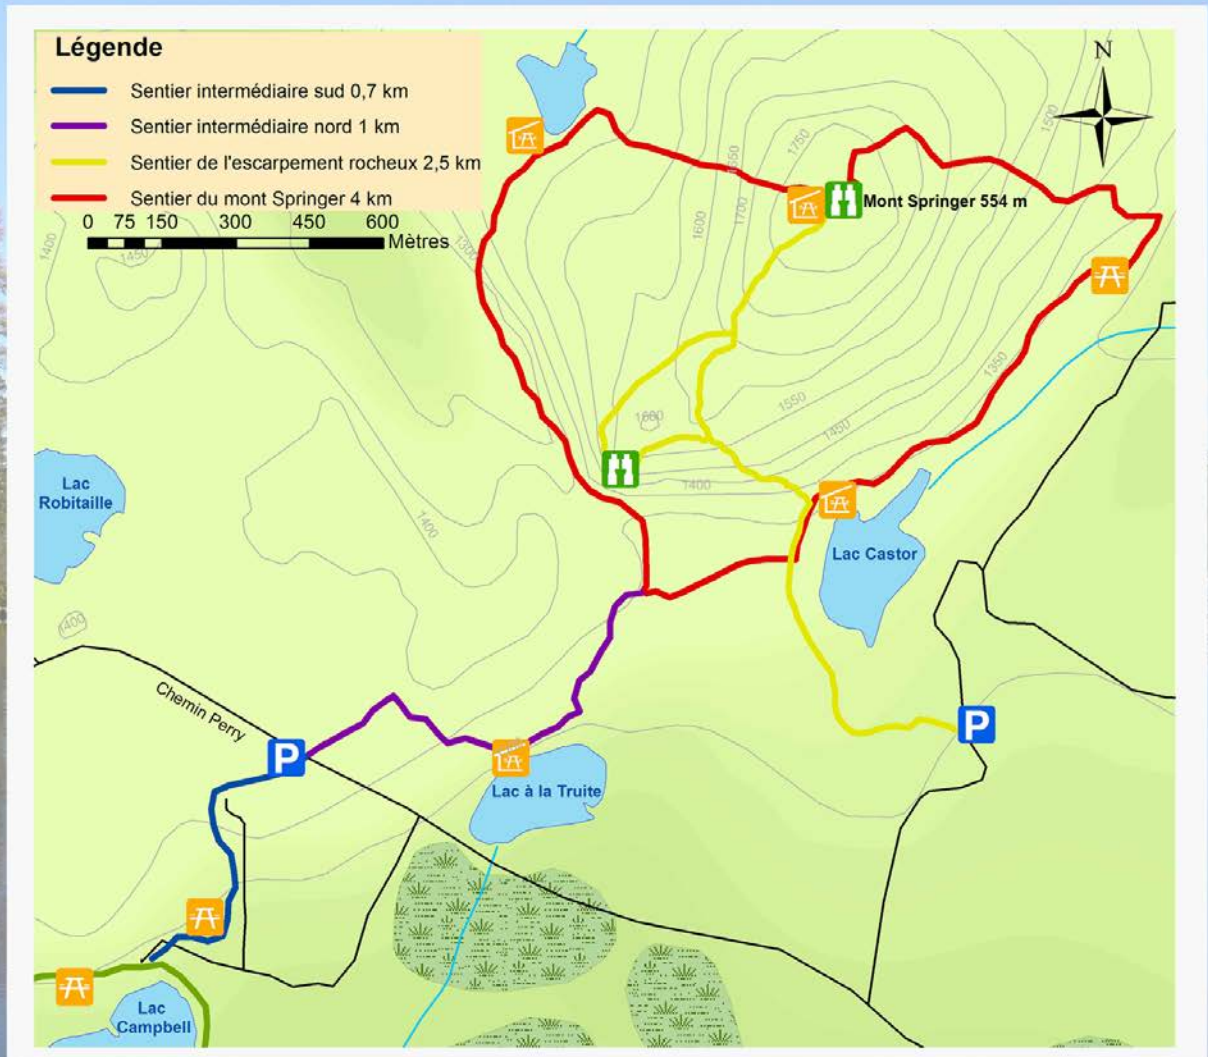 Légende
Sentier intermédiaire sud 0,7 km
Sentier intermédiaire nord 1 km
Sentier de l'escarpement rocheux 2,5 km
Sentier du mont Springer 4 km
0 75 150 300 450 600
Mètres
N
Mont Springer 554 m
1400
1450
1300
1600
1650
1700
1750
1500
1350
1550
1450
1600
1400
1400
1400
Lac
Robitaille
Lac Castor
Chemin Perry
P
P
Lac à la Truite
Lac
Campbell